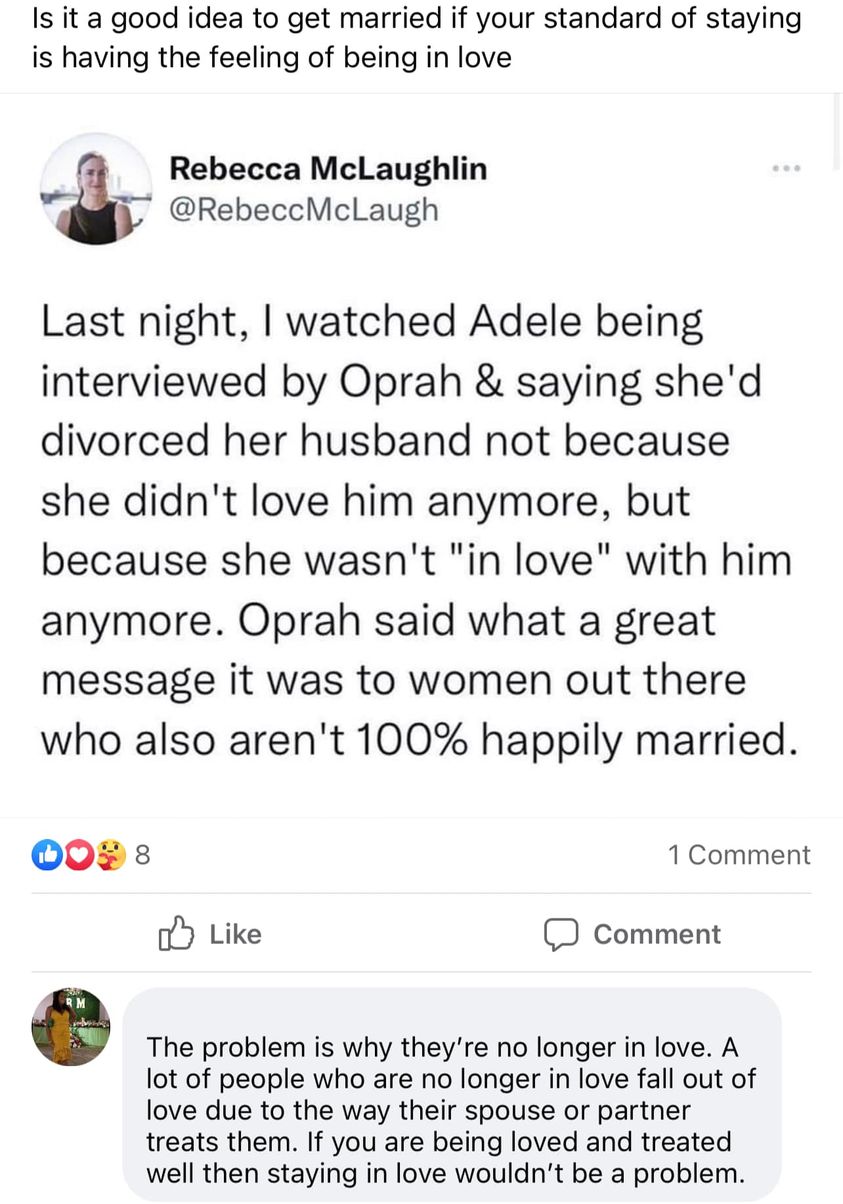 Is it a good idea to get married if your standard of staying
is having the feeling of being in love
Rebecca McLaughlin
@RebeccMcLaugh
Last night, I watched Adele being
interviewed by Oprah & saying she'd
divorced her husband not because
she didn't love him anymore, but
because she wasn't "in love" with him
anymore. Oprah said what a great
message it was to women out there
who also aren't 100% happily married.
8
1 Comment
Like
Comment
R M
The problem is why they’re no longer in love. A
lot of people who are no longer in love fall out of
love due to the way their spouse or partner
treats them. If you are being loved and treated
well then staying in love wouldn’t be a problem.